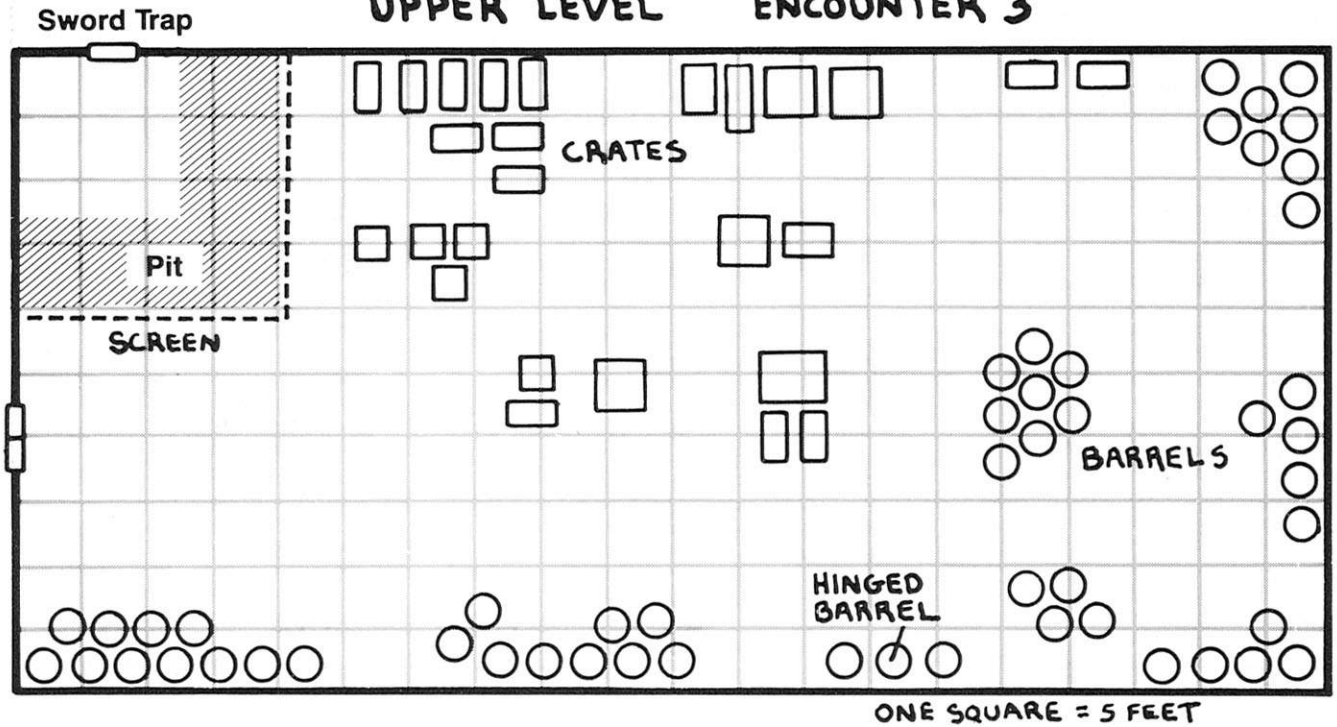 UPPER LEVEL ENCOUNTER 3
Sword Trap
CRATES
Pit
SCREEN
BARRELS
HINGED
BARREL
ONE SQUARE = 5 FEET